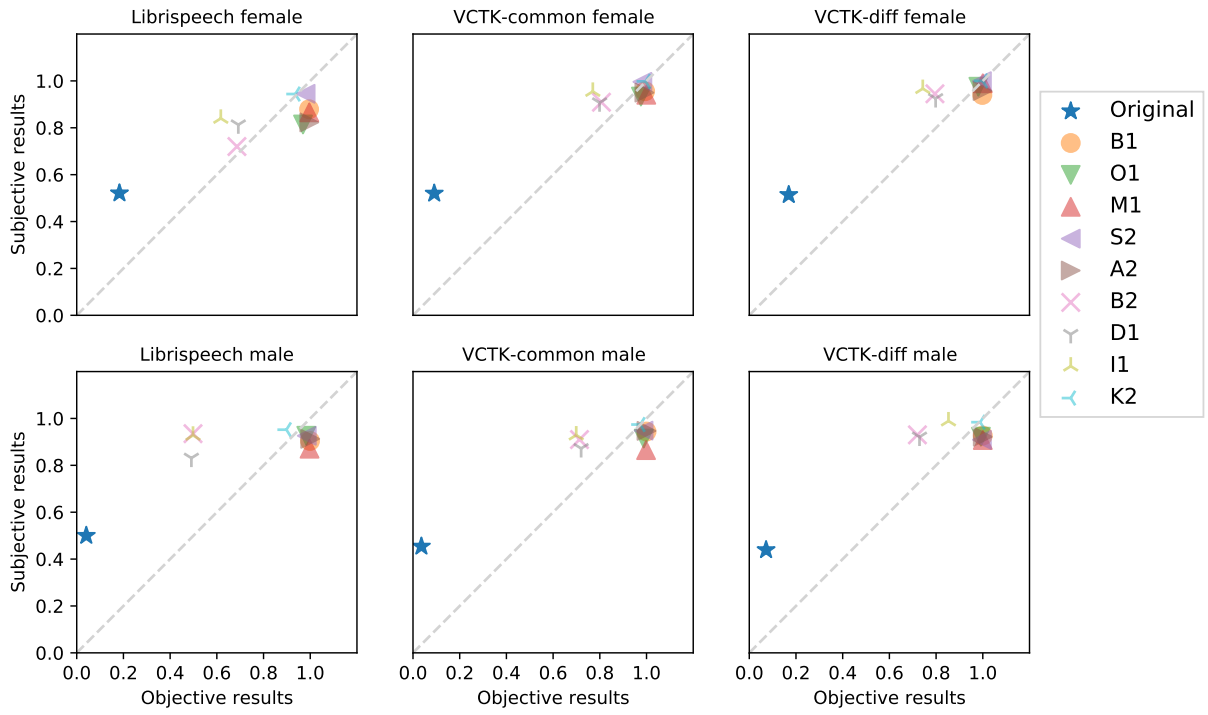 Librispeech female
VCTK-common female
VCTK-diff female
Subjective results
1.0
0.8
0.6
0.4
0.2
0.0
Original
B1
O1
M1
S2
A2
B2
D1
I1
K2
Librispeech male
VCTK-common male
VCTK-diff male
Subjective results
1.0
0.8
0.6
0.4
0.2
0.0
0.0 0.2 0.4 0.6 0.8 1.0
0.0 0.2 0.4 0.6 0.8 1.0
0.0 0.2 0.4 0.6 0.8 1.0
Objective results
Objective results
Objective results